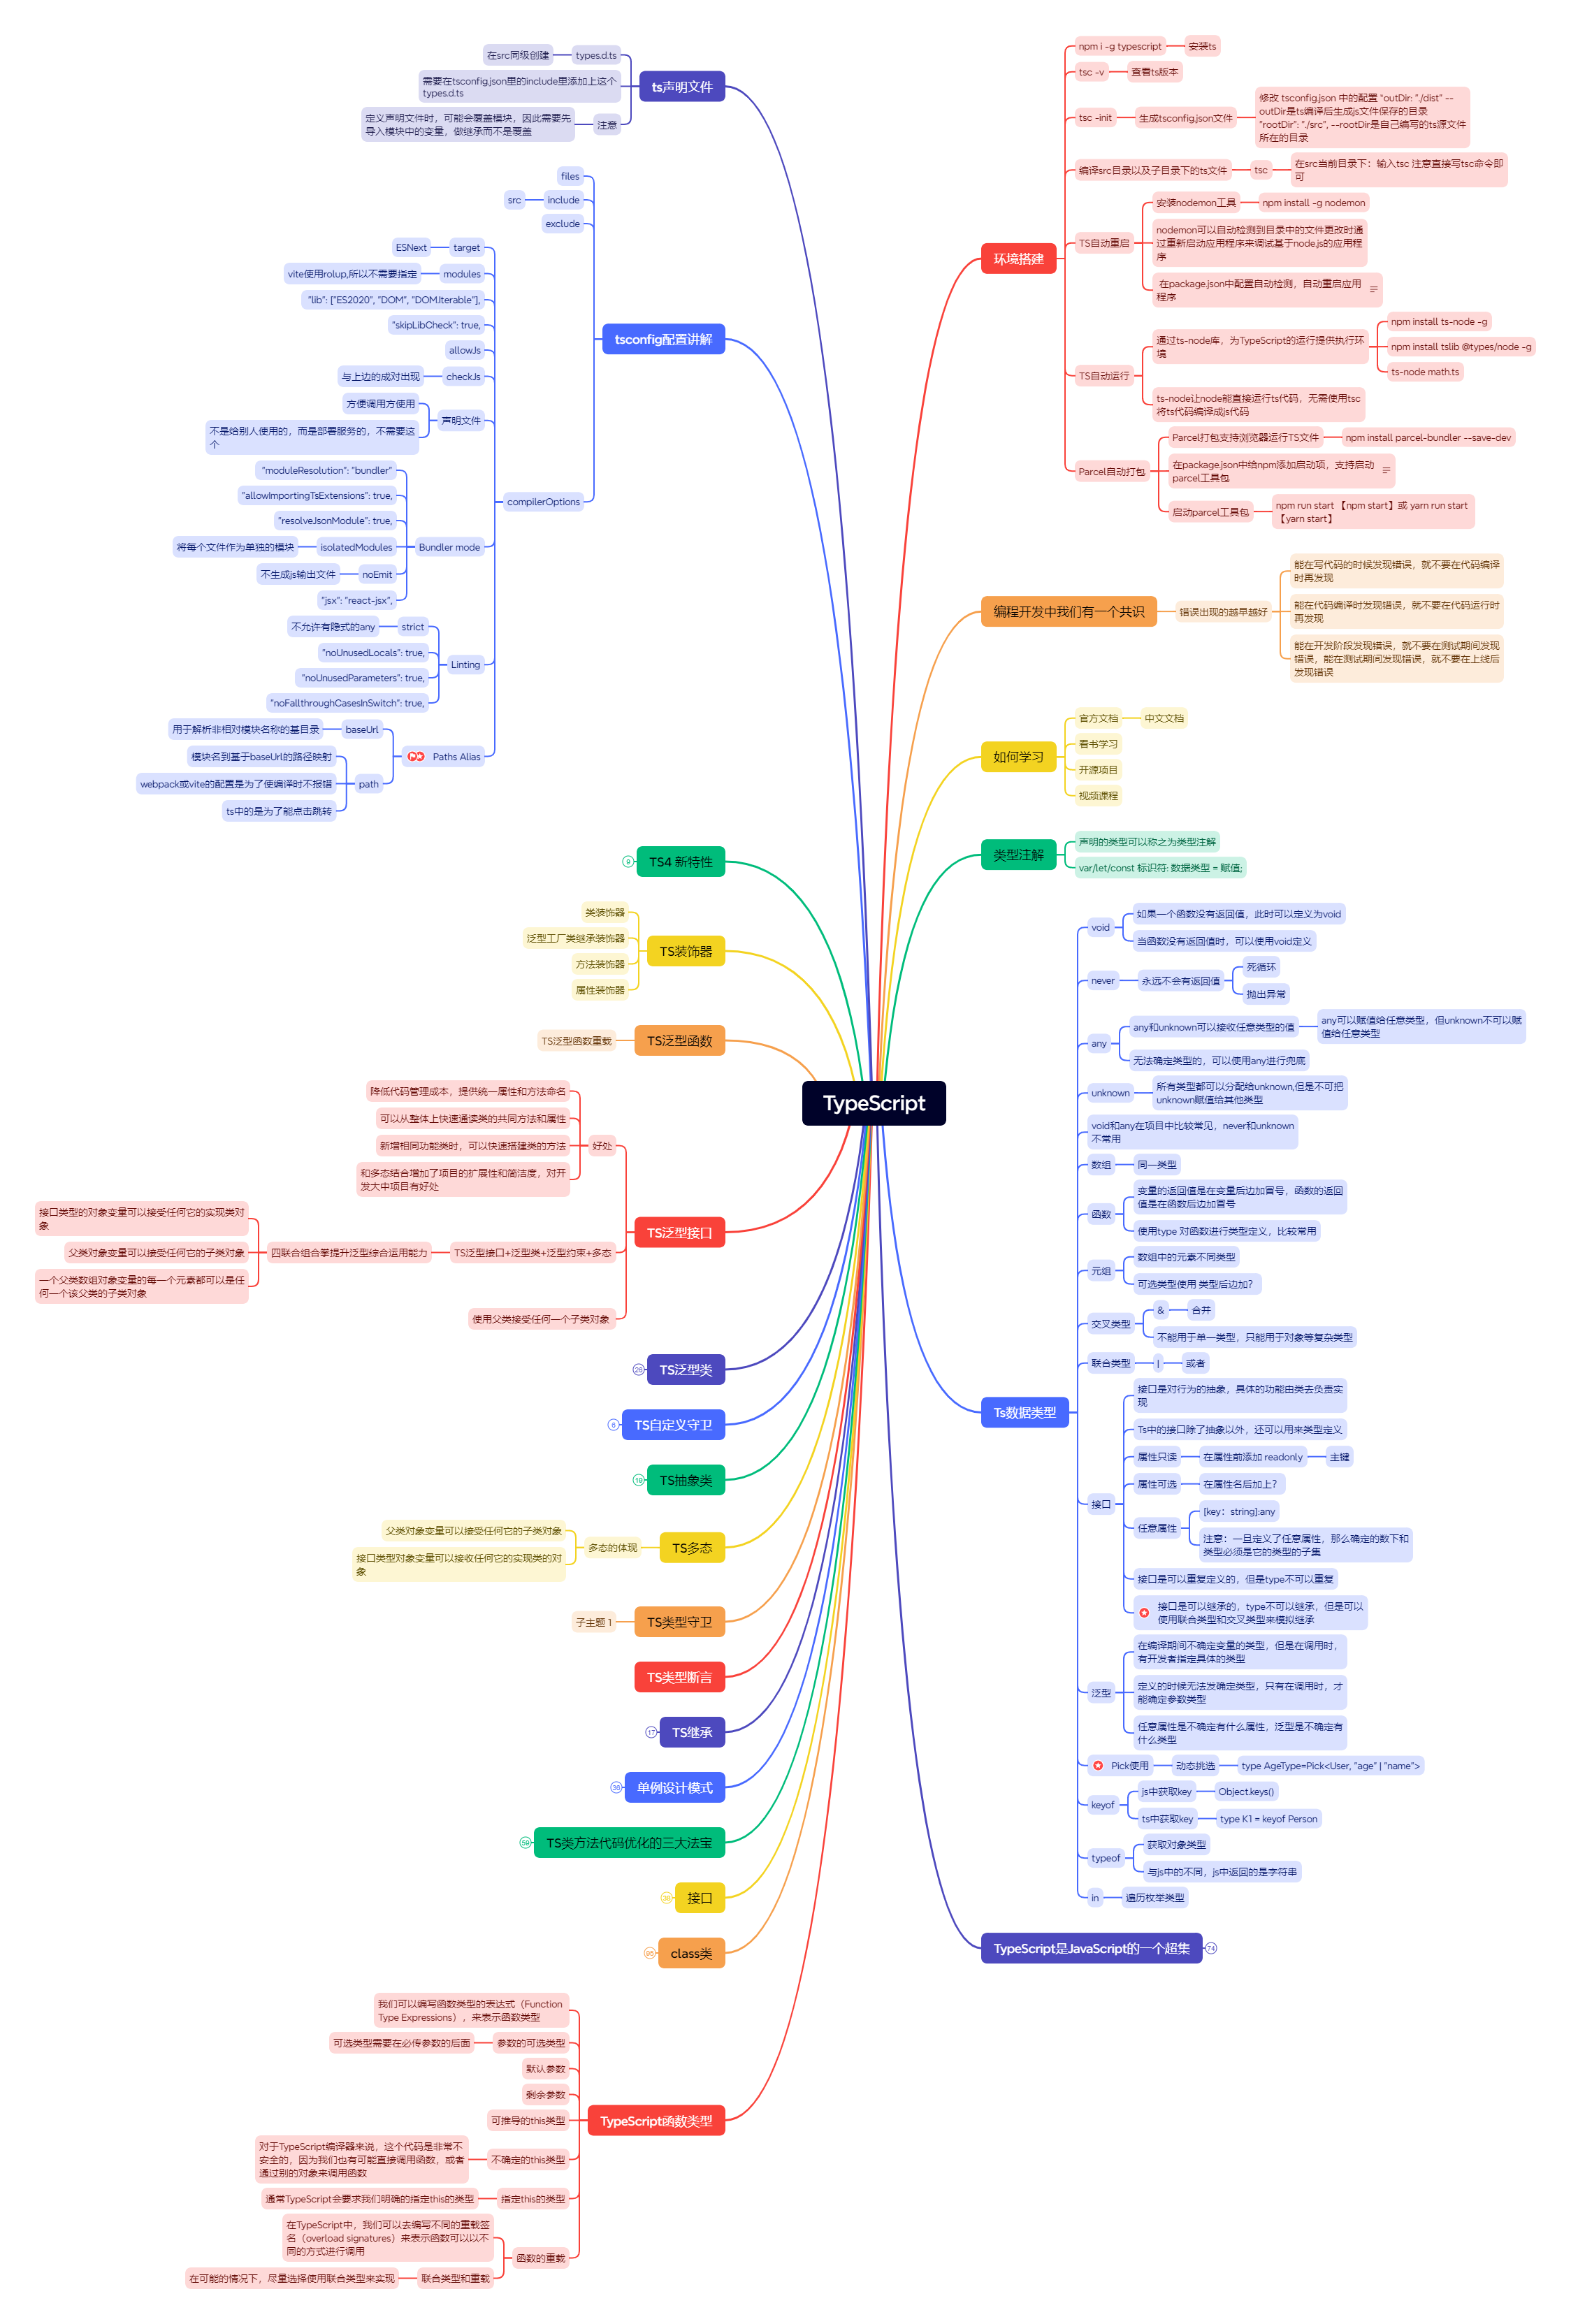 TypeScript
环境搭建
npm i -g typescript
安装ts
tsc -v
查看ts版本
tsc -init
生成tsconfig.json文件
修改 tsconfig.json 中的配置 "outDir: "./dist" --
outDir是ts编译后生成js文件保存的目录
"rootDir": "./src", --rootDir是自己编写的ts源文件
所在的目录
编译src目录以及子目录下的ts文件
tsc
在src当前目录下：输入tsc 注意直接写tsc命令即
可
TS自动重启
安装nodemon工具
npm install -g nodemon
nodemon可以自动检测到目录中的文件更改时通
过重新启动应用程序来调试基于node.js的应用程
序
在package.json中配置自动检测，自动重启应用
程序
TS自动运行
通过ts-node库，为TypeScript的运行提供执行环
境
npm install ts-node -g
npm install tslib @types/node -g
ts-node math.ts
ts-node让node能直接运行ts代码，无需使用tsc
将ts代码编译成js代码
Parcel自动打包
Parcel打包支持浏览器运行TS文件
npm install parcel-bundler --save-dev
在package.json中给npm添加启动项，支持启动
parcel工具包
启动parcel工具包
npm run start 【npm start】或 yarn run start
【yarn start】
编程开发中我们有一个共识
错误出现的越早越好
能在写代码的时候发现错误，就不要在代码编译
时再发现
能在代码编译时发现错误，就不要在代码运行时
再发现
能在开发阶段发现错误，就不要在测试期间发现
错误，能在测试期间发现错误，就不要在上线后
发现错误
如何学习
官方文档
中文文档
看书学习
开源项目
视频课程
类型注解
声明的类型可以称之为类型注解
var/let/const 标识符: 数据类型 = 赋值;
Ts数据类型
void
如果一个函数没有返回值，此时可以定义为void
当函数没有返回值时，可以使用void定义
never
永远不会有返回值
死循环
抛出异常
any
any和unknown可以接收任意类型的值
any可以赋值给任意类型，但unknown不可以赋
值给任意类型
无法确定类型的，可以使用any进行兜底
unknown
所有类型都可以分配给unknown,但是不可把
unknown赋值给其他类型
void和any在项目中比较常见，never和unknown
不常用
数组
同一类型
函数
变量的返回值是在变量后边加冒号，函数的返回
值是在函数后边加冒号
使用type 对函数进行类型定义，比较常用
元组
数组中的元素不同类型
可选类型使用 类型后边加?
交叉类型
&
合并
不能用于单一类型，只能用于对象等复杂类型
联合类型
|
或者
接口
接口是对行为的抽象，具体的功能由类去负责实
现
Ts中的接口除了抽象以外，还可以用来类型定义
属性只读
在属性前添加 readonly
主键
属性可选
在属性名后加上?
任意属性
[key：string]:any
注意：一旦定义了任意属性，那么确定的数下和
类型必须是它的类型的子集
接口是可以重复定义的，但是type不可以重复
接口是可以继承的，type不可以继承，但是可以
使用联合类型和交叉类型来模拟继承
泛型
在编译期间不确定变量的类型，但是在调用时，
有开发者指定具体的类型
定义的时候无法发确定类型，只有在调用时，才
能确定参数类型
任意属性是不确定有什么属性，泛型是不确定有
什么类型
Pick使用
动态挑选
type AgeType=Pick<User, "age" | "name">
keyof
js中获取key
Object.keys()
ts中获取key
type K1 = keyof Person
typeof
获取对象类型
与js中的不同，js中返回的是字符串
in
遍历枚举类型
TypeScript是JavaScript的一个超集
74
ts声明文件
types.d.ts
在src同级创建
需要在tsconfig.json里的include里添加上这个
types.d.ts
注意
定义声明文件时，可能会覆盖模块，因此需要先
导入模块中的变量，做继承而不是覆盖
tsconfig配置讲解
files
include
src
exclude
compilerOptions
target
ESNext
modules
vite使用rolup,所以不需要指定
"lib": ["ES2020", "DOM", "DOM.Iterable"],
"skipLibCheck": true,
allowJs
checkJs
与上边的成对出现
声明文件
方便调用方使用
不是给别人使用的，而是部署服务的，不需要这
个
Bundler mode
"moduleResolution": "bundler"
"allowImportingTsExtensions": true,
"resolveJsonModule": true,
isolatedModules
将每个文件作为单独的模块
noEmit
不生成js输出文件
"jsx": "react-jsx",
Linting
strict
不允许有隐式的any
"noUnusedLocals": true,
"noUnusedParameters": true,
"noFallthroughCasesInSwitch": true,
Paths Alias
baseUrl
用于解析非相对模块名称的基目录
path
模块名到基于baseUrl的路径映射
webpack或vite的配置是为了使编译时不报错
ts中的是为了能点击跳转
TS4 新特性
9
TS装饰器
类装饰器
泛型工厂类继承装饰器
方法装饰器
属性装饰器
TS泛型函数
TS泛型函数重载
TS泛型接口
好处
降低代码管理成本，提供统一属性和方法命名
可以从整体上快速通读类的共同方法和属性
新增相同功能类时，可以快速搭建类的方法
和多态结合增加了项目的扩展性和简洁度，对开
发大中项目有好处
TS泛型接口+泛型类+泛型约束+多态
四联合组合拳提升泛型综合运用能力
接口类型的对象变量可以接受任何它的实现类对
象
父类对象变量可以接受任何它的子类对象
一个父类数组对象变量的每一个元素都可以是任
何一个该父类的子类对象
使用父类接受任何一个子类对象
TS泛型类
26
TS自定义守卫
6
TS抽象类
19
TS多态
多态的体现
父类对象变量可以接受任何它的子类对象
接口类型对象变量可以接收任何它的实现类的对
象
TS类型守卫
子主题 1
TS类型断言
TS继承
17
单例设计模式
36
TS类方法代码优化的三大法宝
59
接口
38
class类
95
TypeScript函数类型
我们可以编写函数类型的表达式（Function
Type Expressions），来表示函数类型
参数的可选类型
可选类型需要在必传参数的后面
默认参数
剩余参数
可推导的this类型
不确定的this类型
对于TypeScript编译器来说，这个代码是非常不
安全的，因为我们也有可能直接调用函数，或者
通过别的对象来调用函数
指定this的类型
通常TypeScript会要求我们明确的指定this的类型
函数的重载
在TypeScript中，我们可以去编写不同的重载签
名（overload signatures）来表示函数可以以不
同的方式进行调用
联合类型和重载
在可能的情况下，尽量选择使用联合类型来实现